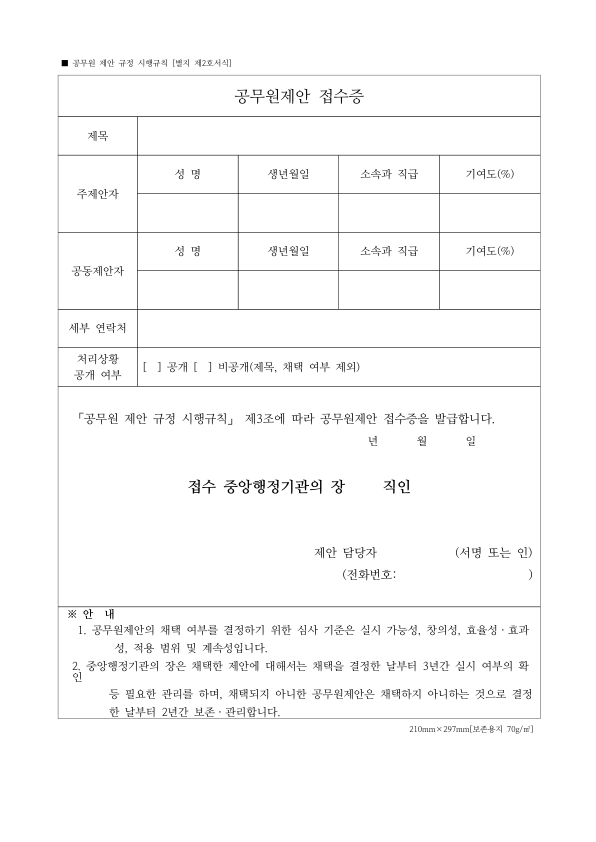 ■ 공무원 제안 규정 시행규칙 [별지 제2호서식]
공무원제안 접수증
제목
주제안자
성 명 생년월일 소속과 직급 기여도(%)
공동제안자
성 명 생년월일 소속과 직급 기여도(%)
세부 연락처
처리상황
공개 여부
[ ] 공개 [ ] 비공개(제목, 채택 여부 제외)
「공무원 제안 규정 시행규칙」 제3조에 따라 공무원제안 접수증을 발급합니다.
년 월 일
접수 중앙행정기관의 장 직인
제안 담당자 (서명 또는 인)
(전화번호: )
※ 안 내
1. 공무원제안의 채택 여부를 결정하기 위한 심사 기준은 실시 가능성, 창의성, 효율성ㆍ효과
성, 적용 범위 및 계속성입니다.
2. 중앙행정기관의 장은 채택한 제안에 대해서는 채택을 결정한 날부터 3년간 실시 여부의 확
인
등 필요한 관리를 하며, 채택되지 아니한 공무원제안은 채택하지 아니하는 것으로 결정
한 날부터 2년간 보존ㆍ관리합니다.
210mm×297mm[보존용지 70g/㎡]